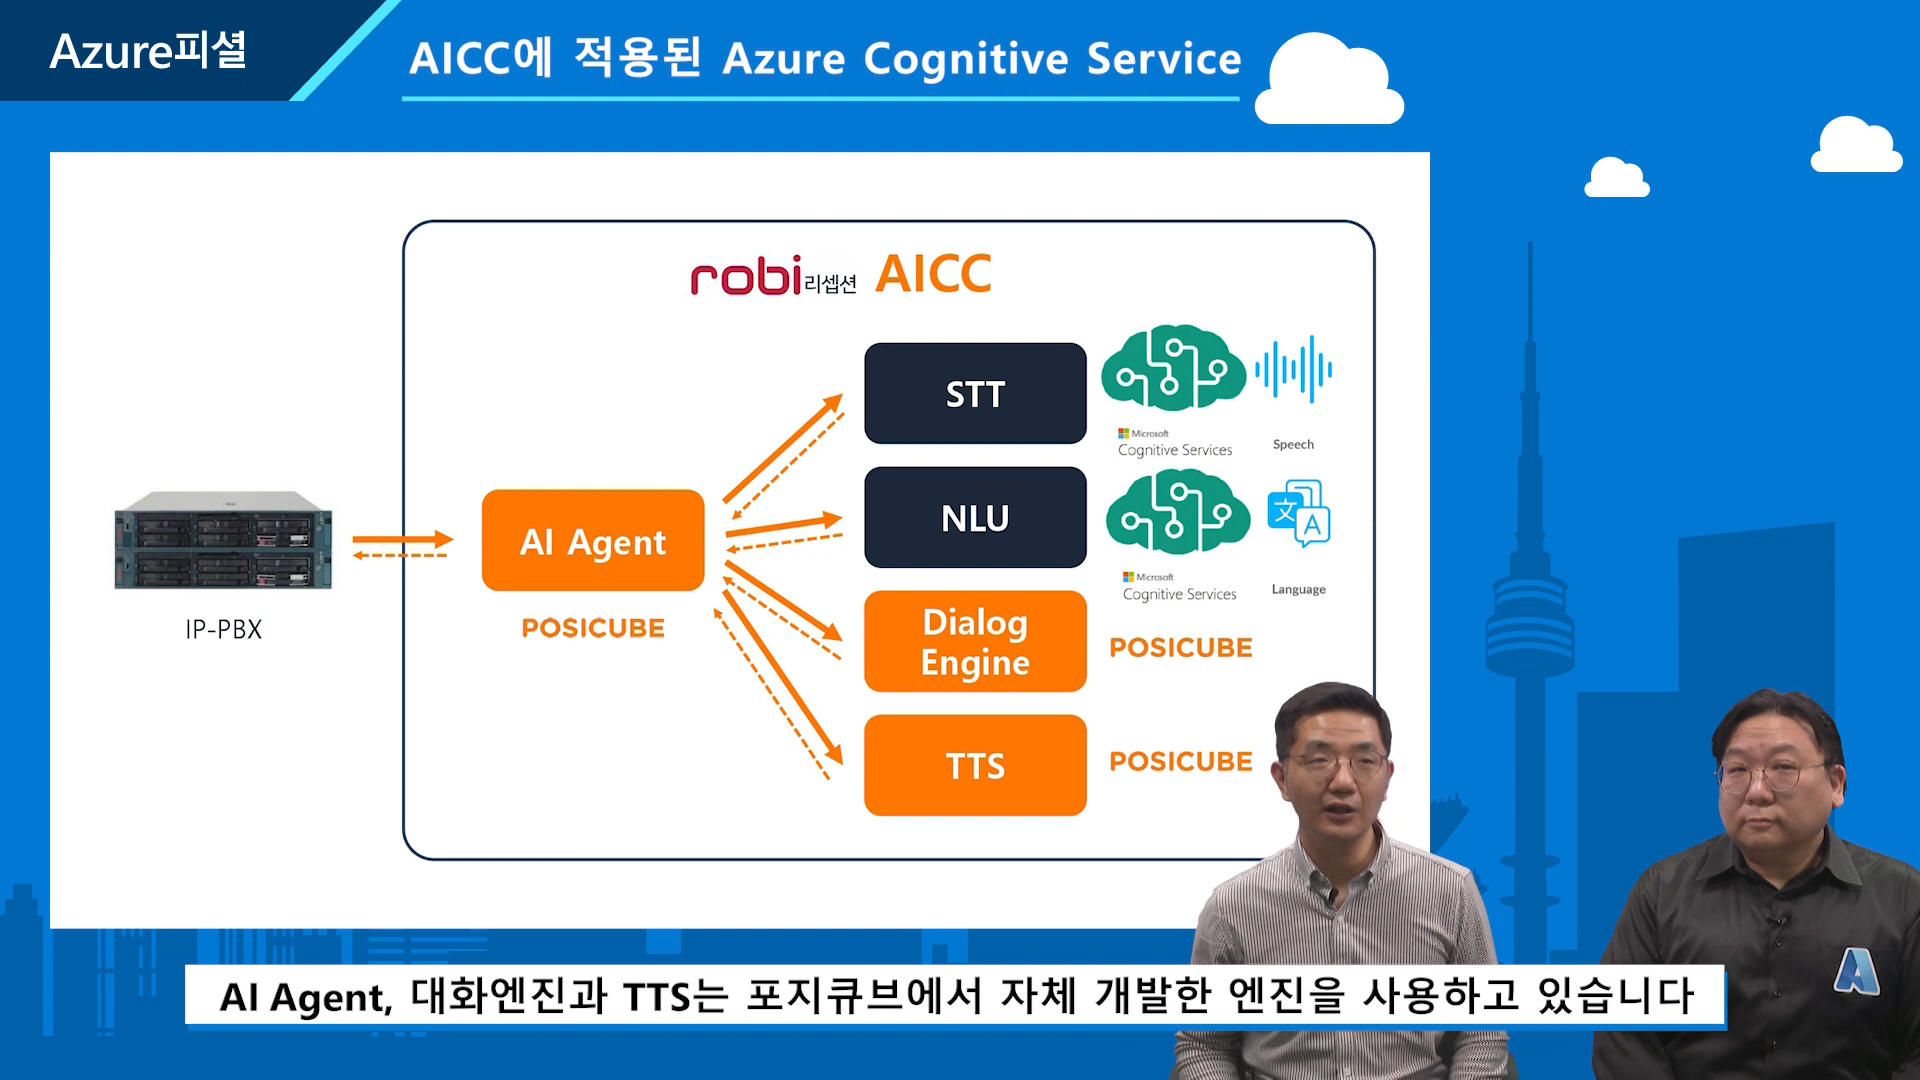 Azure피셜
AICC에 적용된 Azure Cognitive Service
robi리셉션 AICC
STT
Microsoft
Cognitive Services
Speech
NLU
Microsoft
Cognitive Services
Language
AI Agent
POSICUBE
IP-PBX
Dialog
Engine
POSICUBE
TTS
POSICUBE
AI Agent, 대화엔진과 TTS는 포지큐브에서 자체 개발한 엔진을 사용하고 있습니다